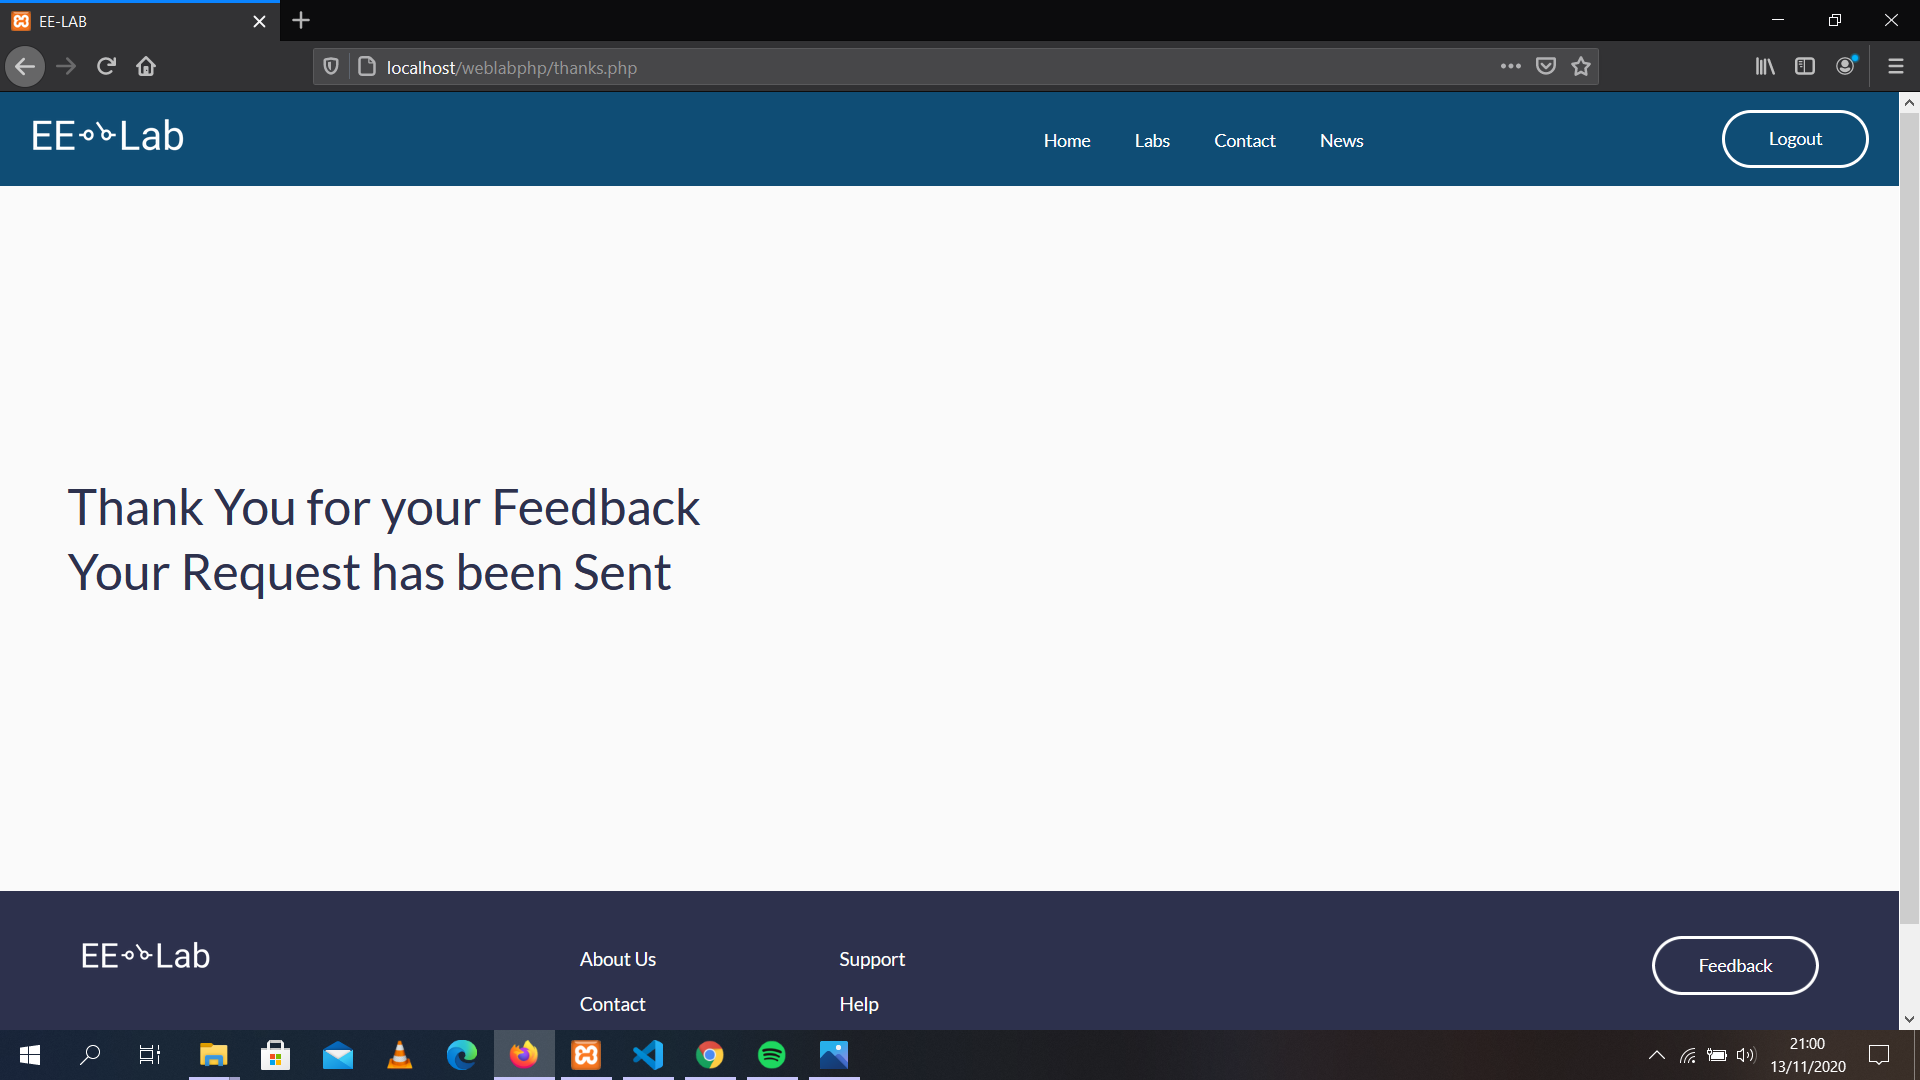 EE-LAB
localhost/weblabphp/thanks.php
EE Lab
Home Labs Contact News
Logout
Thank You for your Feedback
Your Request has been Sent
EE Lab
About Us Support
Contact Help
Feedback
21:00
13/11/2020